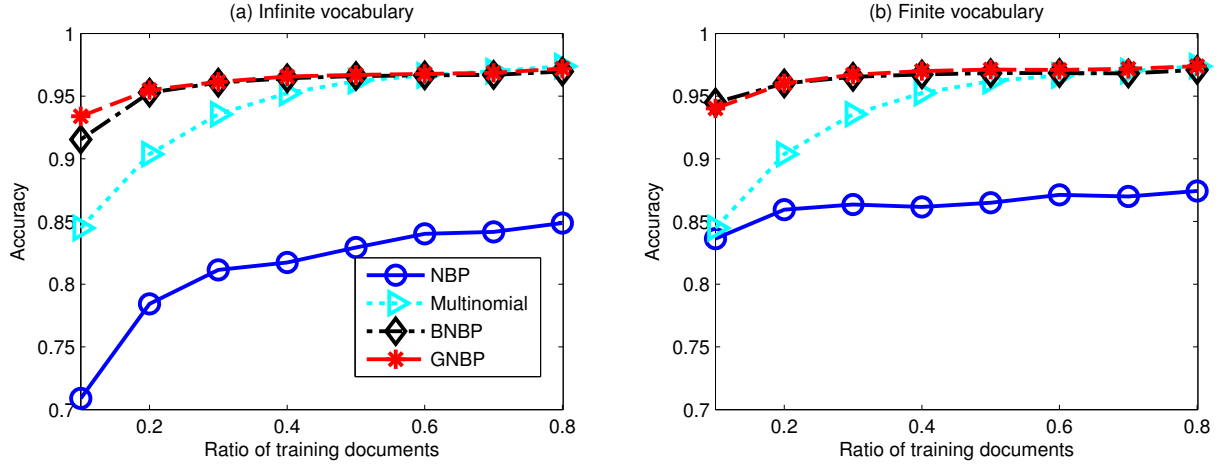 (a) Infinite vocabulary
1
0.95
0.9
0.85
0.8
0.75
0.7
Accuracy
0.2 0.4 0.6 0.8
Ratio of training documents
NBP
Multinomial
BNBP
GNBP
(b) Finite vocabulary
1
0.95
0.9
0.85
0.8
0.75
0.7
Accuracy
0.2 0.4 0.6 0.8
Ratio of training documents